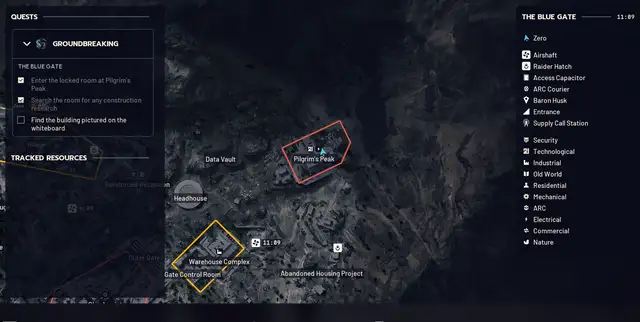 QUESTS
GROUNDBREAKING
THE BLUE GATE
Enter the locked room at Pilgrim's
Peak.
Search the room for any construction
research
Find the building pictured on the
whiteboard
TRACKED RESOURCES
11:09
Data Vault
Pilgrim's Peak
Headhouse
11:09
Warehouse Complex
Gate Control Room
Abandoned Housing Project
THE BLUE GATE 11:09
Zero
Airshaft
Raider Hatch
Access Capacitor
ARC Courier
Baron Husk
Entrance
Supply Call Station
Security
Technological
Industrial
Old World
Residential
Mechanical
ARC
Electrical
Commercial
Nature